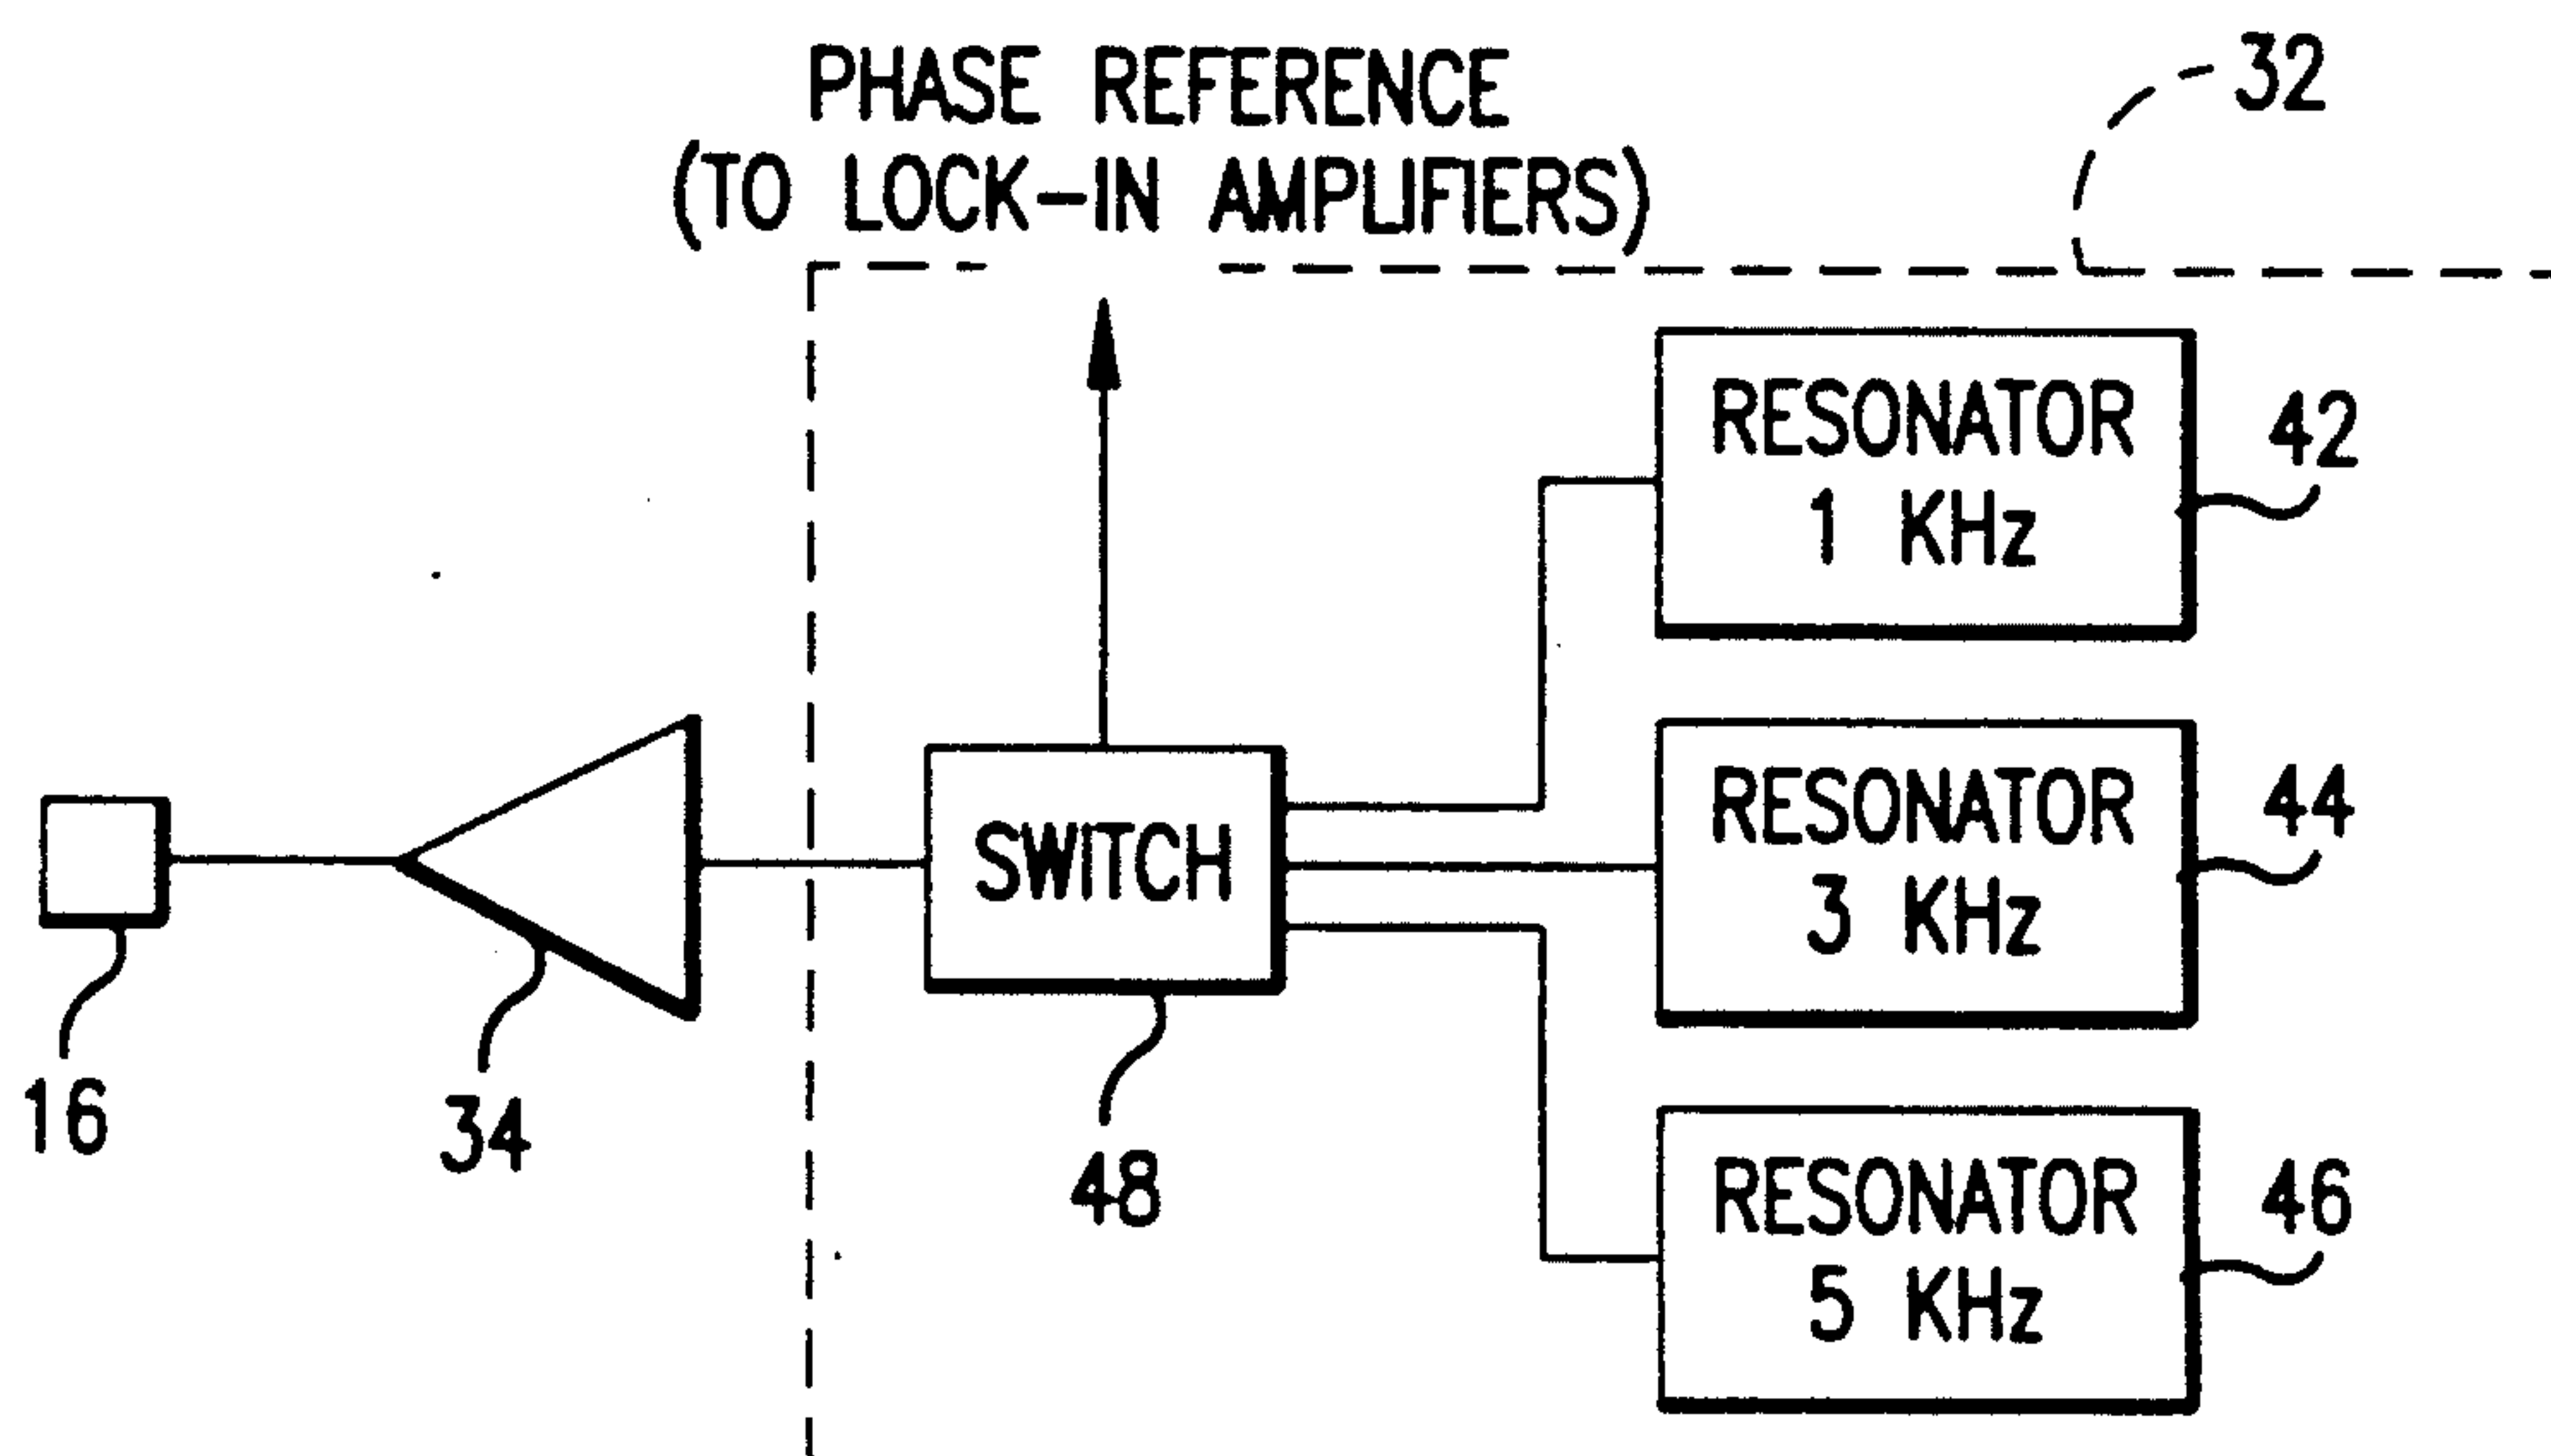 PHASE REFERENCE
(TO LOCK-IN AMPLIFIERS)
32
RESONATOR
1 KHz
42
RESONATOR
3 KHz
44
SWITCH
16
34
48
RESONATOR
5 KHz
46